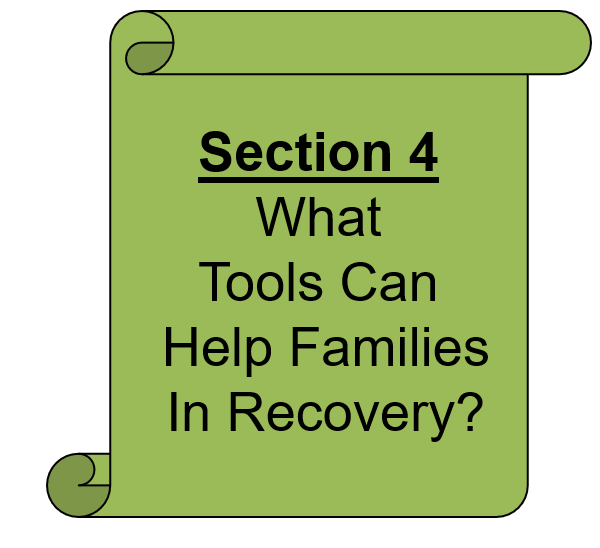 Section 4
What
Tools Can
Help Families
In Recovery?